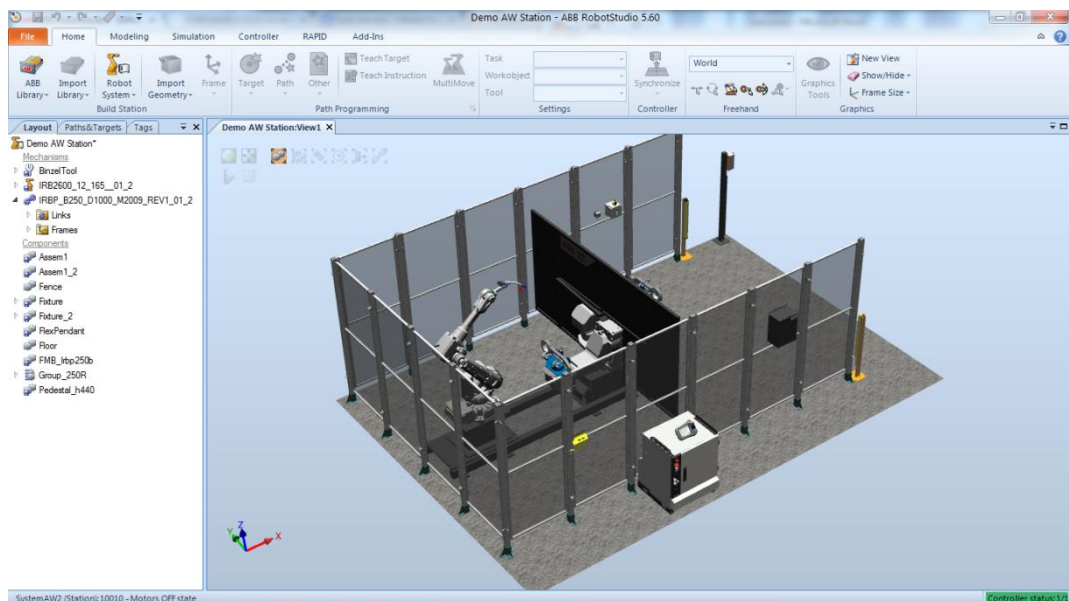 Demo AW Station - ABB RobotStudio 5.60
File Home Modeling Simulation Controller RAPID Add-Ins
ABB Library
Import Library
Robot System
Import Geometry
Frame
Build Station
Target
Path
Other
Teach Target
Teach Instruction
MultiMove
Path Programming
Task
Workobject
Tool
Settings
Synchronize
Controller
World
Freehand
Graphics Tools
New View
Show/Hide
Frame Size
Graphics
Layout Paths&Targets Tags
Demo AW Station:View1
Demo AW Station*
Mechanisms
BinzelTool
IRB2600_12_165__01_2
IRBP_B250_D1000_M2009_REV1_01_2
Links
Frames
Components
Assem1
Assem1_2
Fence
Fixture
Fixture_2
FlexPendant
Floor
FMB_Irbp250b
Group_250R
Pedestal_h440
Z
Y
X
SystemAW2 (Station): 10010 - Motors OFF state
Controller status: 1/1